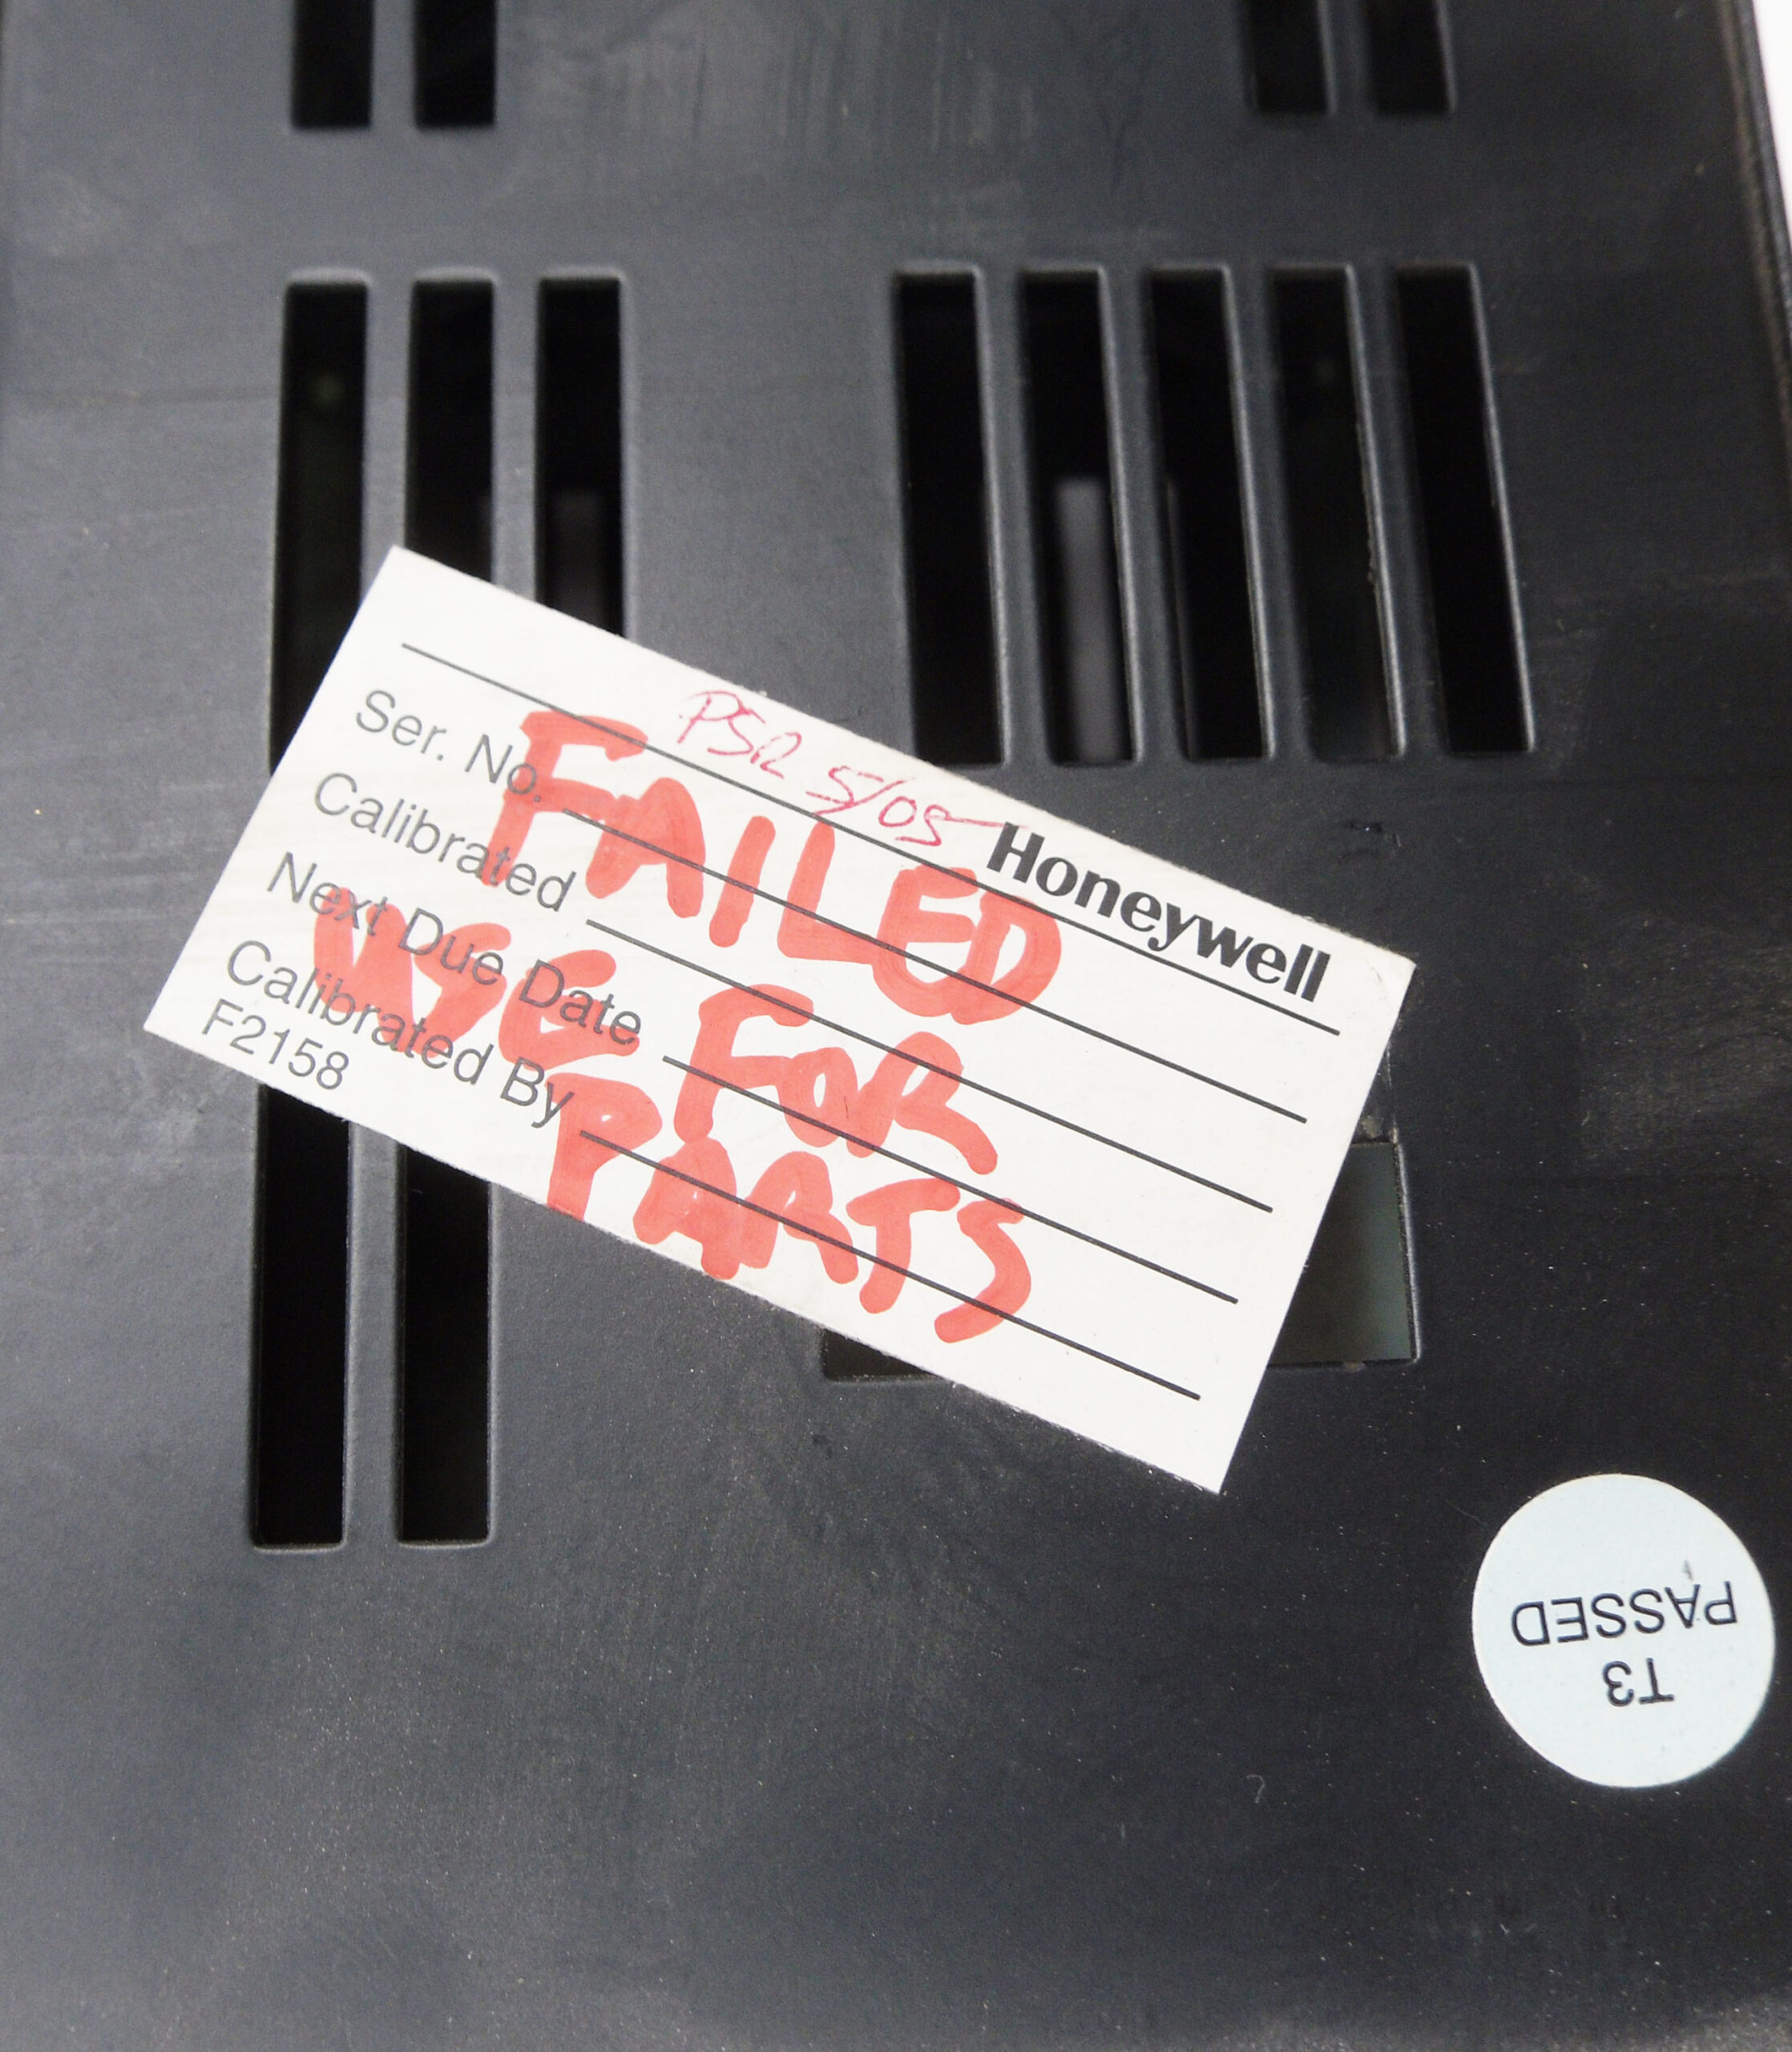 PSR 5/05
Honeywell
Ser. No.
Calibrated
Next Due Date
Calibrated By
F2158
FAILED
USE FOR
PARTS
T3
PASSED